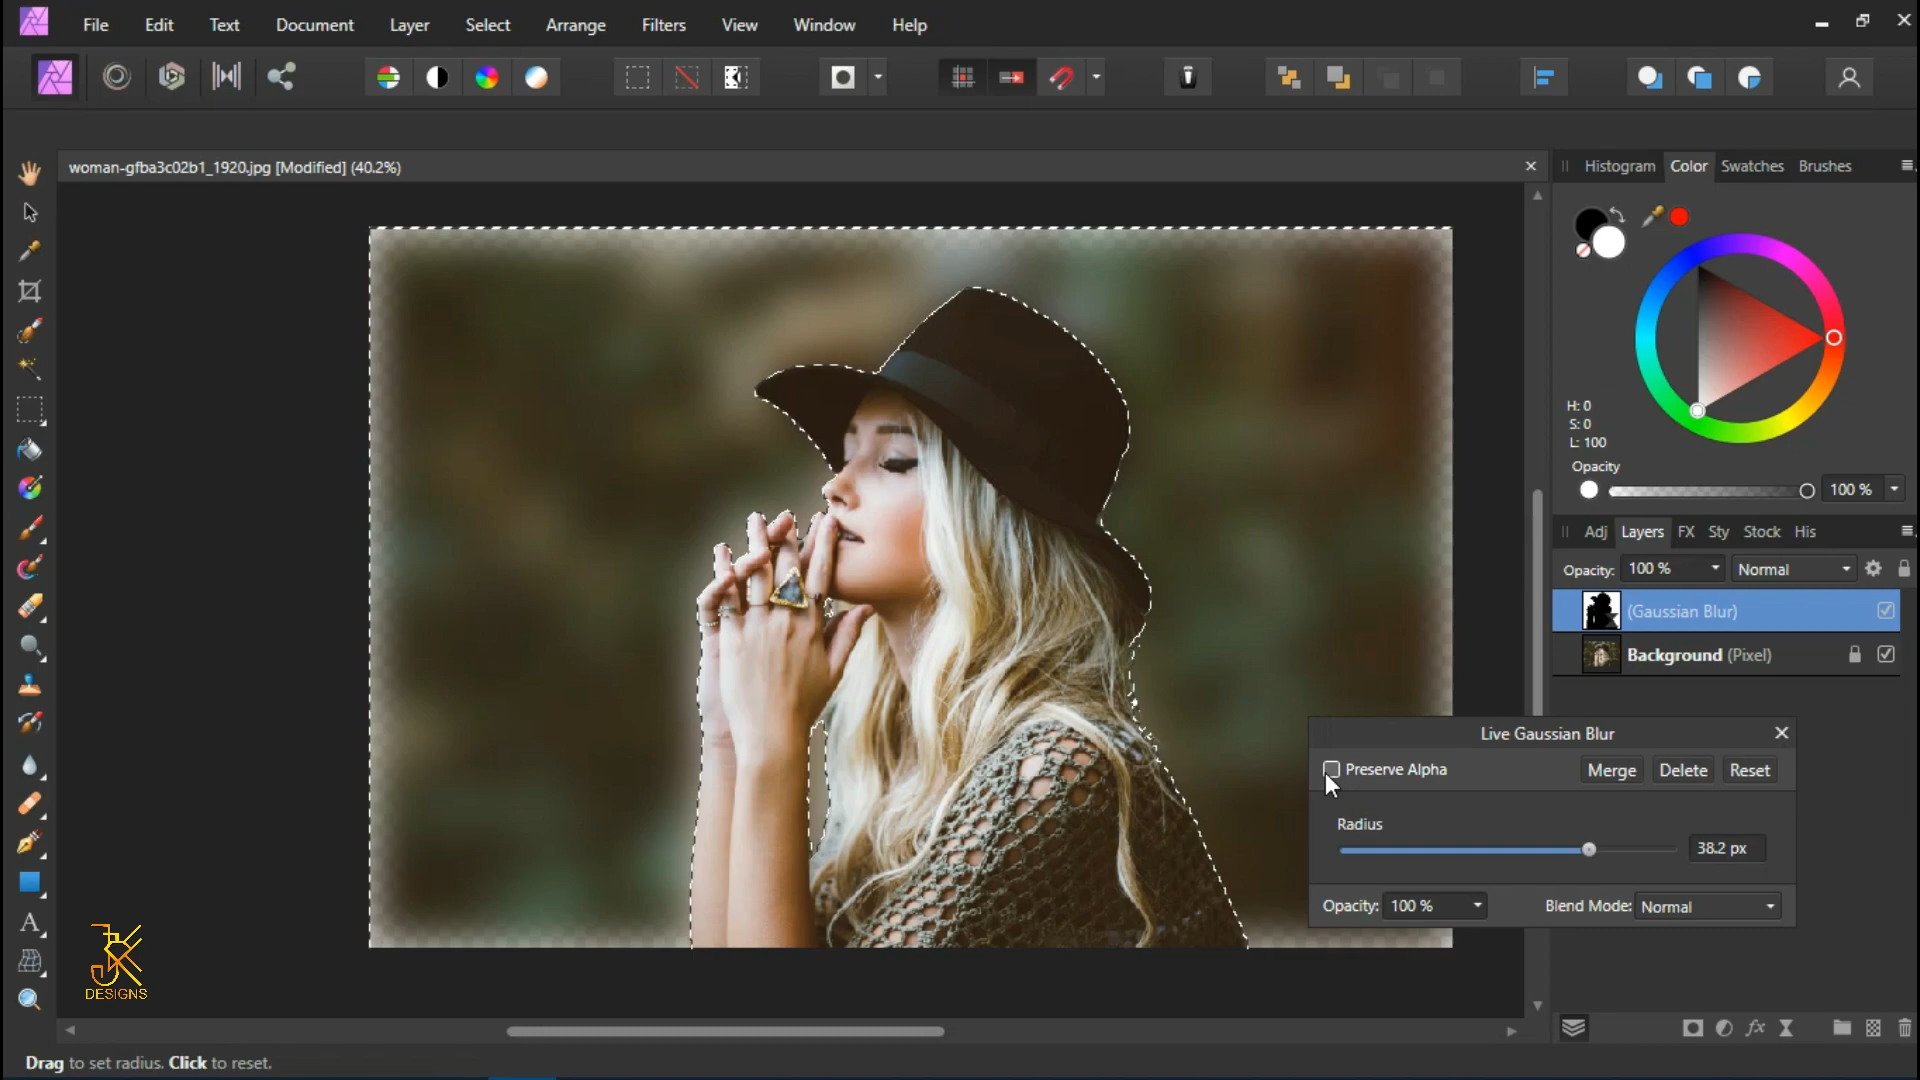 File Edit Text Document Layer Select Arrange Filters View Window Help
woman-gfba3c02b1_1920.jpg [Modified] (40.2%)
Histogram Color Swatches Brushes
H: 0
S: 0
L: 100
Opacity
100 %
Adj Layers FX Sty Stock His
Opacity: 100 % Normal
(Gaussian Blur)
Background (Pixel)
Live Gaussian Blur
Preserve Alpha Merge Delete Reset
Radius
38.2 px
Opacity: 100 % Blend Mode: Normal
JK
DESIGNS
Drag to set radius. Click to reset.